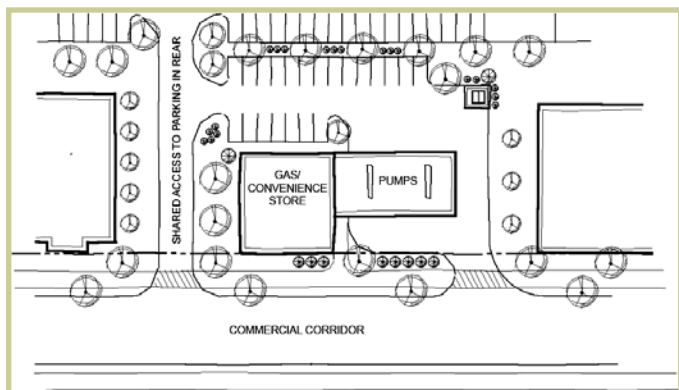 SHARED ACCESS TO PARKING IN REAR
GAS/
CONVENIENCE
STORE
PUMPS
COMMERCIAL CORRIDOR